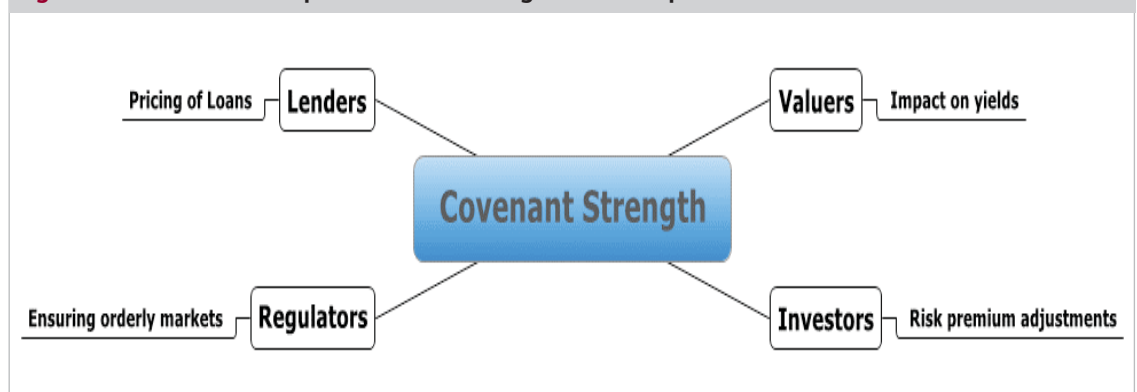 Pricing of Loans
Lenders
Valuers
Impact on yields
Covenant Strength
Ensuring orderly markets
Regulators
Investors
Risk premium adjustments